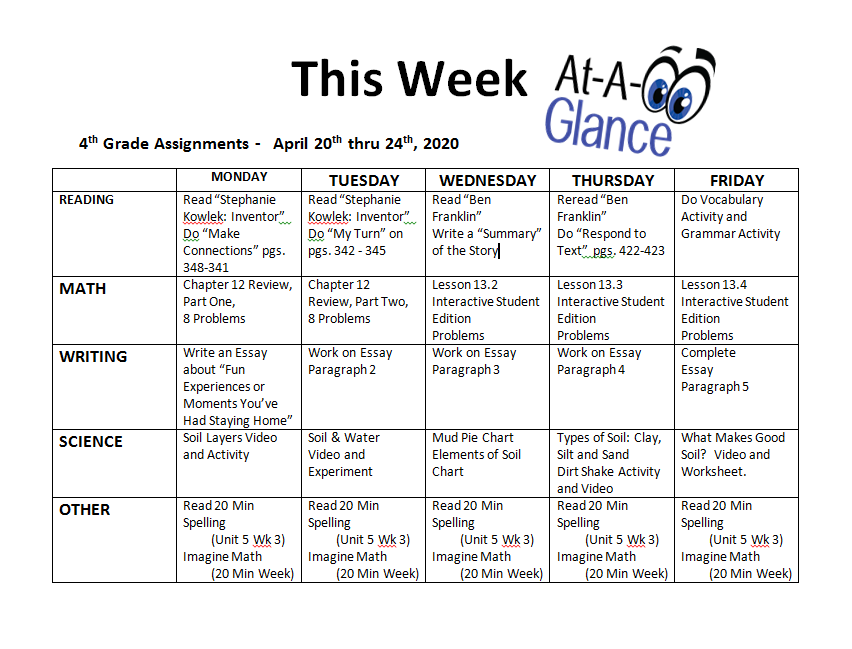 This Week
At-A-
Glance
4th Grade Assignments - April 20th thru 24th, 2020
MONDAY
TUESDAY
WEDNESDAY
THURSDAY
FRIDAY
READING
Read “Stephanie
Kowlek: Inventor”
Do “Make
Connections” pgs.
348-341
Read “Stephanie
Kowlek: Inventor”
Do “My Turn” on
pgs. 342 - 345
Read “Ben
Franklin”
Write a “Summary”
of the Story
Reread “Ben
Franklin”
Do “Respond to
Text” pgs. 422-423
Do Vocabulary
Activity and
Grammar Activity
MATH
Chapter 12 Review,
Part One,
8 Problems
Chapter 12
Review, Part Two,
8 Problems
Lesson 13.2
Interactive Student
Edition
Problems
Lesson 13.3
Interactive Student
Edition
Problems
Lesson 13.4
Interactive Student
Edition
Problems
WRITING
Write an Essay
about “Fun
Experiences or
Moments You’ve
Had Staying Home”
Work on Essay
Paragraph 2
Work on Essay
Paragraph 3
Work on Essay
Paragraph 4
Complete
Essay
Paragraph 5
SCIENCE
Soil Layers Video
and Activity
Soil & Water
Video and
Experiment
Mud Pie Chart
Elements of Soil
Chart
Types of Soil: Clay,
Silt and Sand
Dirt Shake Activity
and Video
What Makes Good
Soil? Video and
Worksheet.
OTHER
Read 20 Min
Spelling
(Unit 5 Wk 3)
Imagine Math
(20 Min Week)
Read 20 Min
Spelling
(Unit 5 Wk 3)
Imagine Math
(20 Min Week)
Read 20 Min
Spelling
(Unit 5 Wk 3)
Imagine Math
(20 Min Week)
Read 20 Min
Spelling
(Unit 5 Wk 3)
Imagine Math
(20 Min Week)
Read 20 Min
Spelling
(Unit 5 Wk 3)
Imagine Math
(20 Min Week)